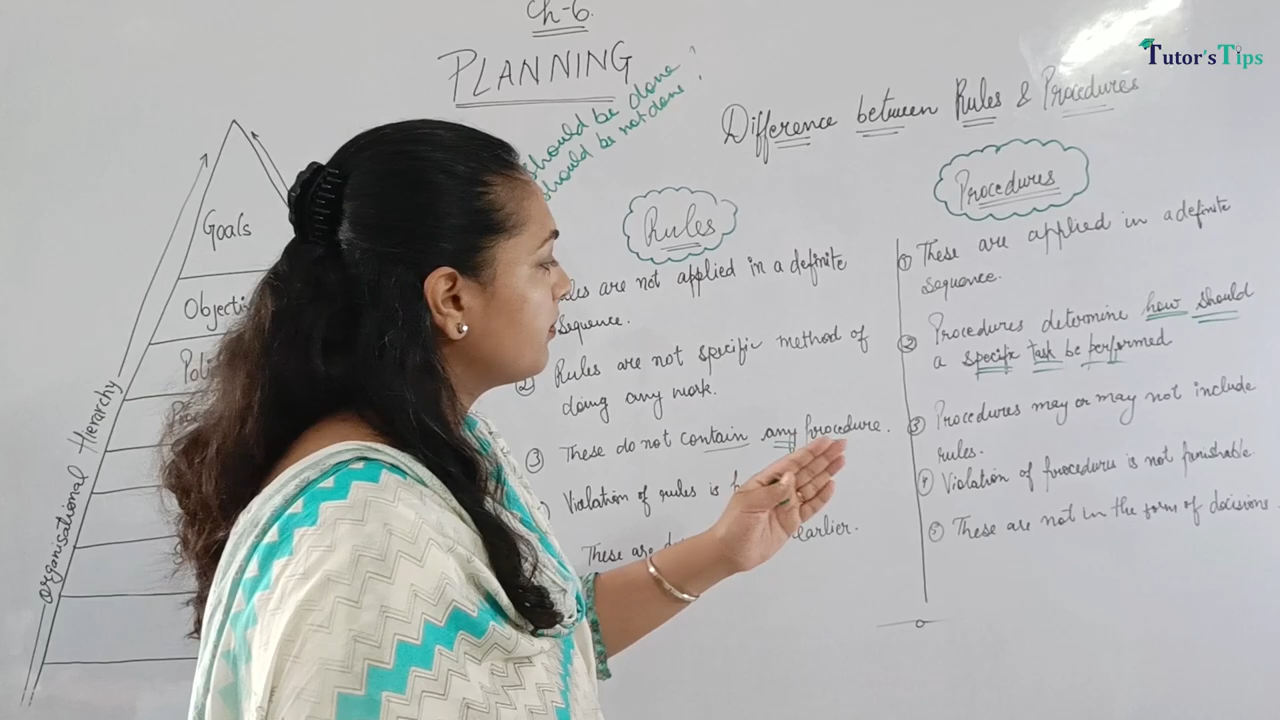 Ch-6.
PLANNING
should be done ?
should be not done ?
Tutor'sTips
Difference between Rules & Procedures
Goals
Objecti
Poli
Organisational Hierarchy
Rules
ules are not applied in a definite
Sequence.
② Rules are not specific method of
doing any work.
③ These do not contain any procedure.
Violation of rules is
These are
earlier.
Procedures
① These are applied in a definite
Sequence.
② Procedures determine how should
a specific Task be performed
③ Procedures may or may not include
rules.
④ Violation of procedures is not punishable
⑤ These are not in the form of decisions